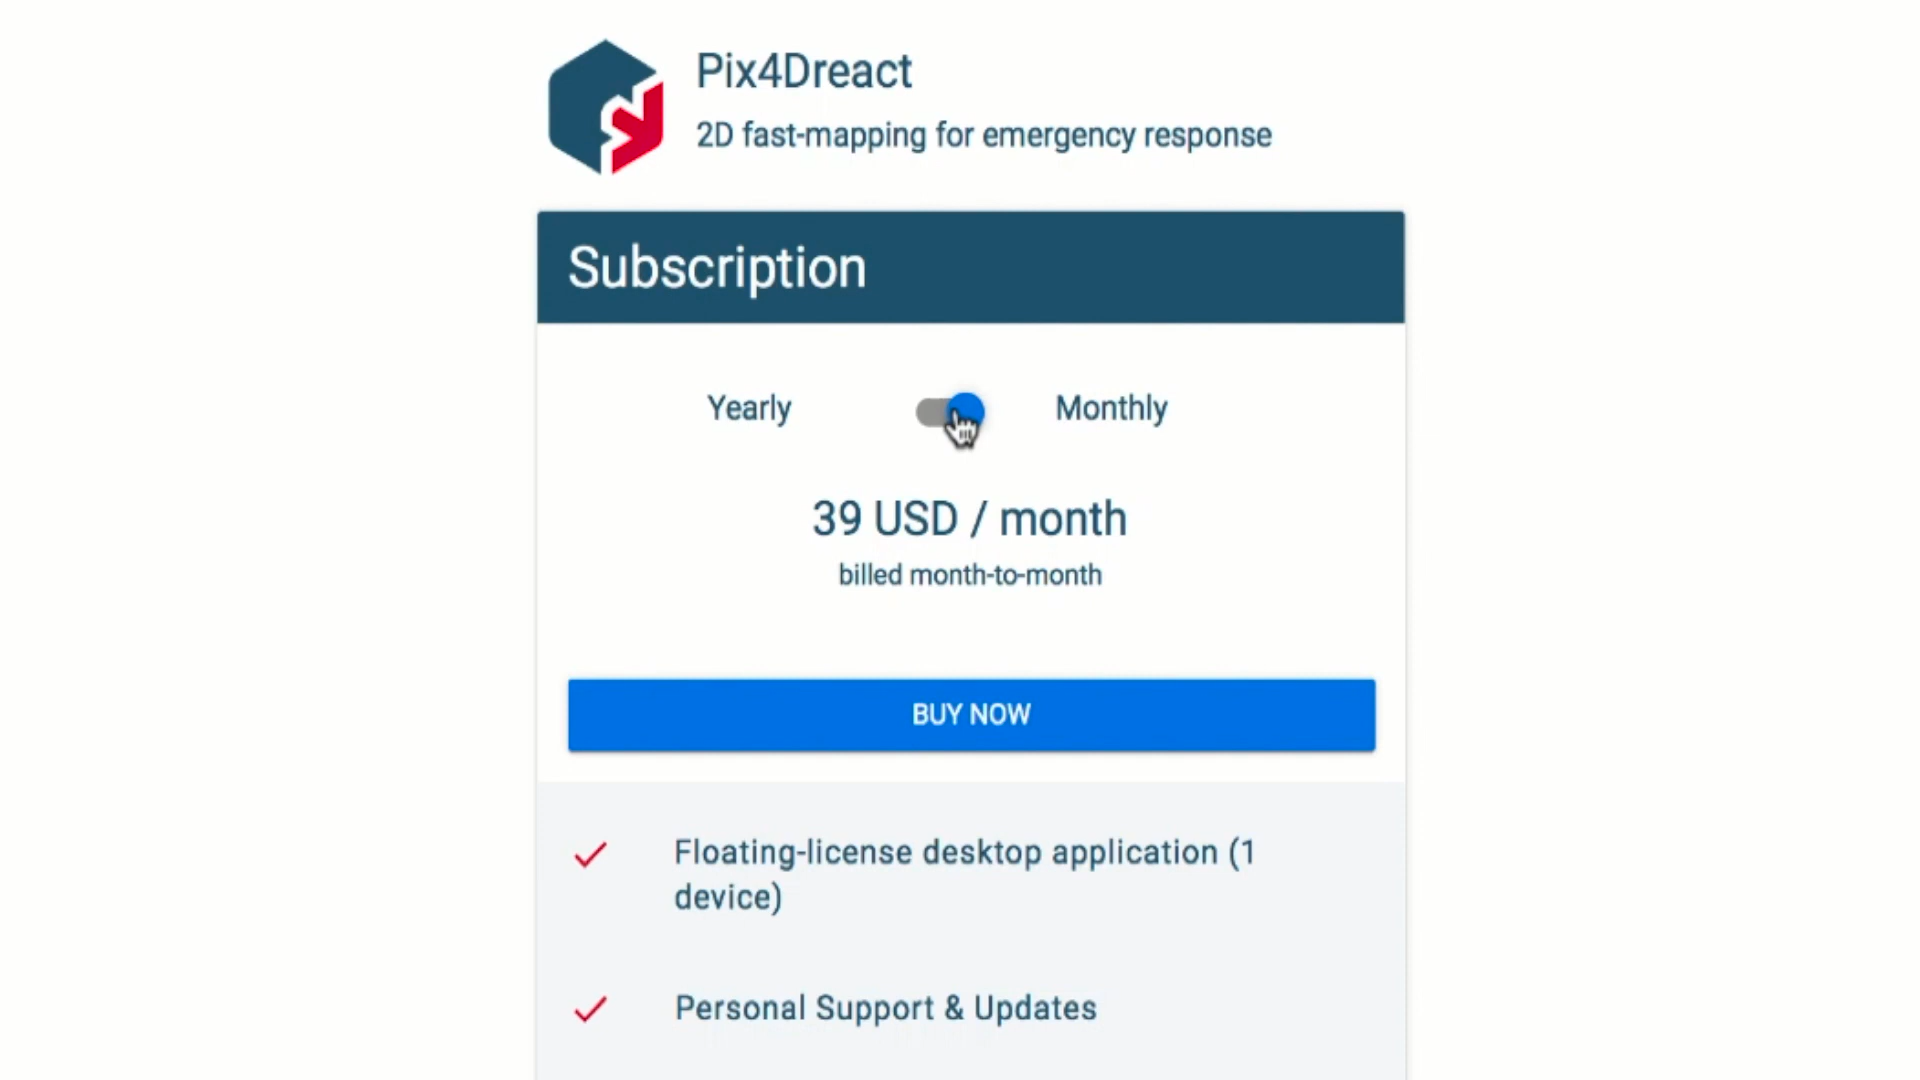 Pix4Dreact
2D fast-mapping for emergency response
Subscription
Yearly
Monthly
39 USD / month
billed month-to-month
BUY NOW
Floating-license desktop application (1
device)
Personal Support & Updates